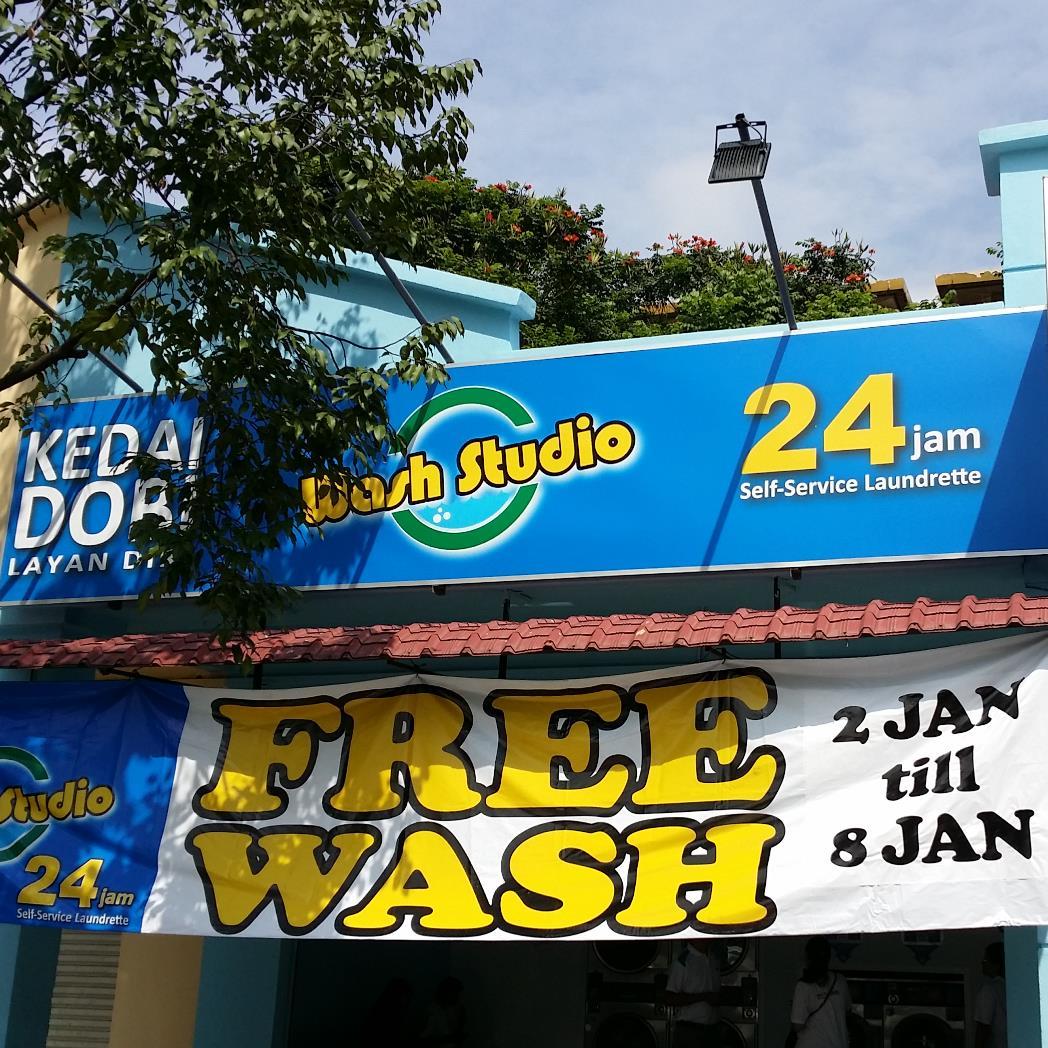 KEDAI
DOBI
LAYAN
Wash Studio
24 jam
Self-Service Laundrette
FREE
WASH
2 JAN
till
8 JAN
Studio
24 jam
Self-Service Laundrette